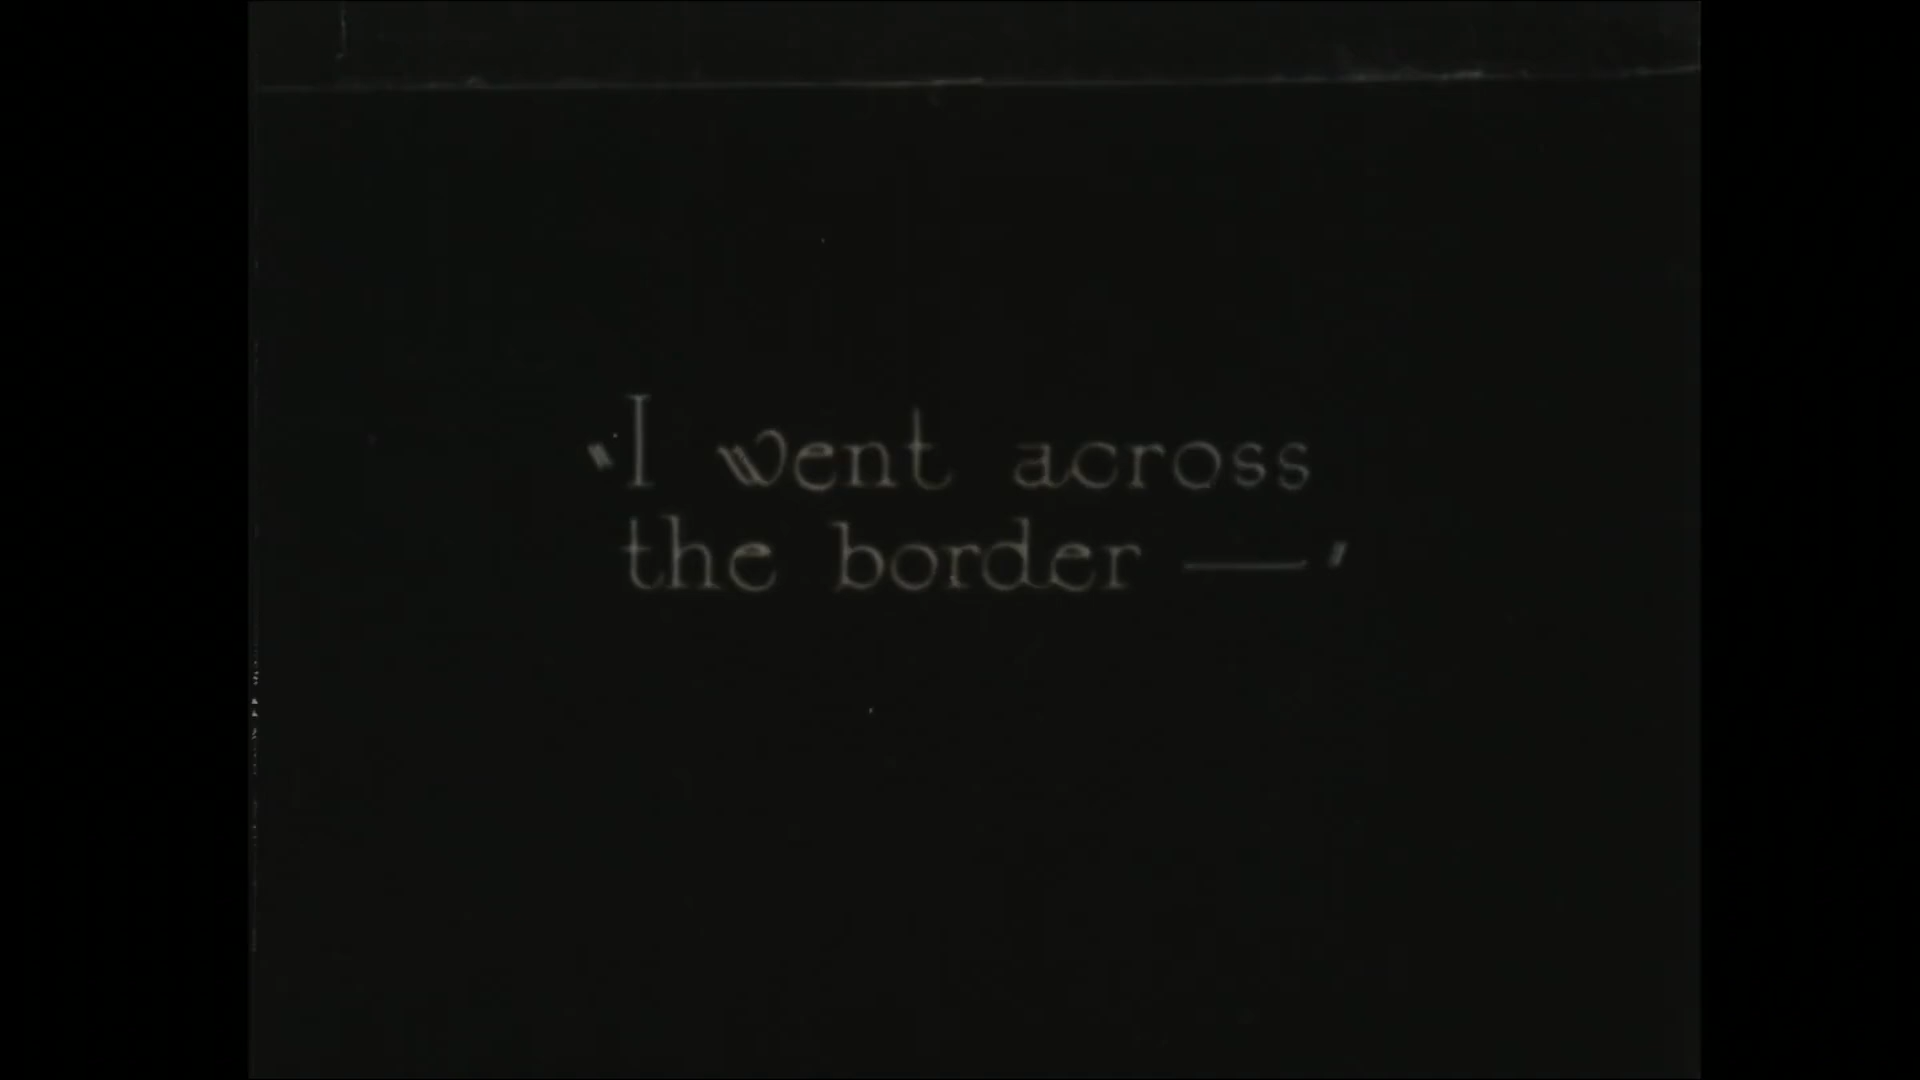 "I went across
the border —"